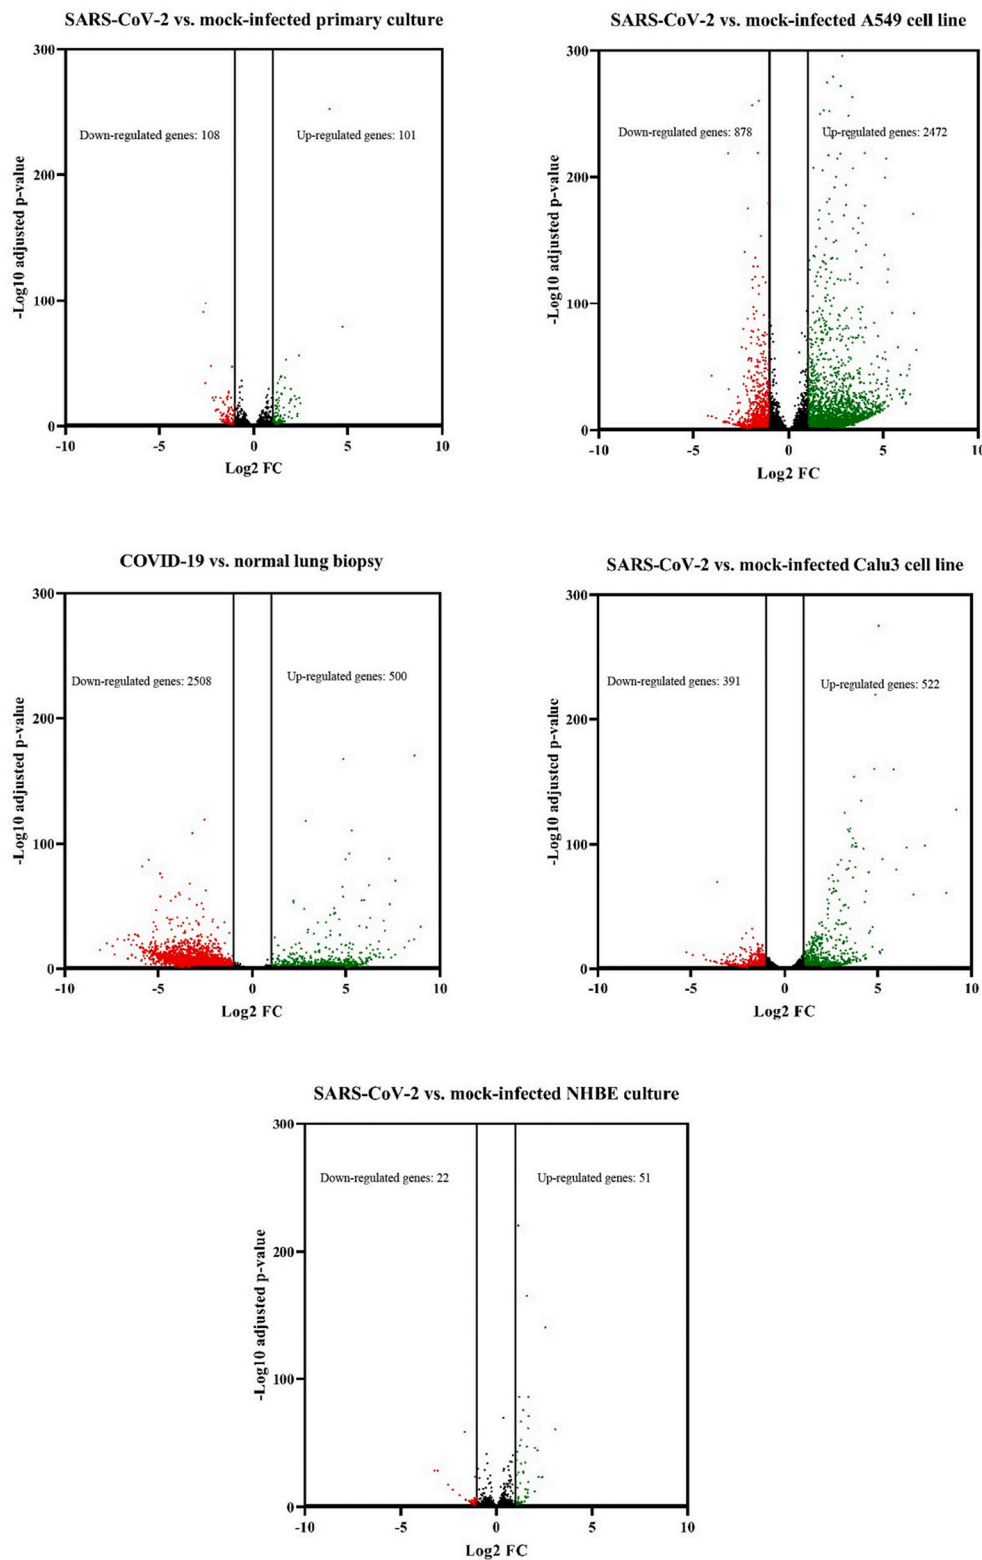 SARS-CoV-2 vs. mock-infected primary culture
300
200
100
0
-Log10 adjusted p-value
Down-regulated genes: 108
Up-regulated genes: 101
-10
-5
0
5
10
Log2 FC
SARS-CoV-2 vs. mock-infected A549 cell line
300
200
100
0
-Log10 adjusted p-value
Down-regulated genes: 878
Up-regulated genes: 2472
-10
-5
0
5
10
Log2 FC
COVID-19 vs. normal lung biopsy
300
200
100
0
-Log10 adjusted p-value
Down-regulated genes: 2508
Up-regulated genes: 500
-10
-5
0
5
10
Log2 FC
SARS-CoV-2 vs. mock-infected Calu3 cell line
300
200
100
0
-Log10 adjusted p-value
Down-regulated genes: 391
Up-regulated genes: 522
-10
-5
0
5
10
Log2 FC
SARS-CoV-2 vs. mock-infected NHBE culture
300
200
100
0
-Log10 adjusted p-value
Down-regulated genes: 22
Up-regulated genes: 51
-10
-5
0
5
10
Log2 FC